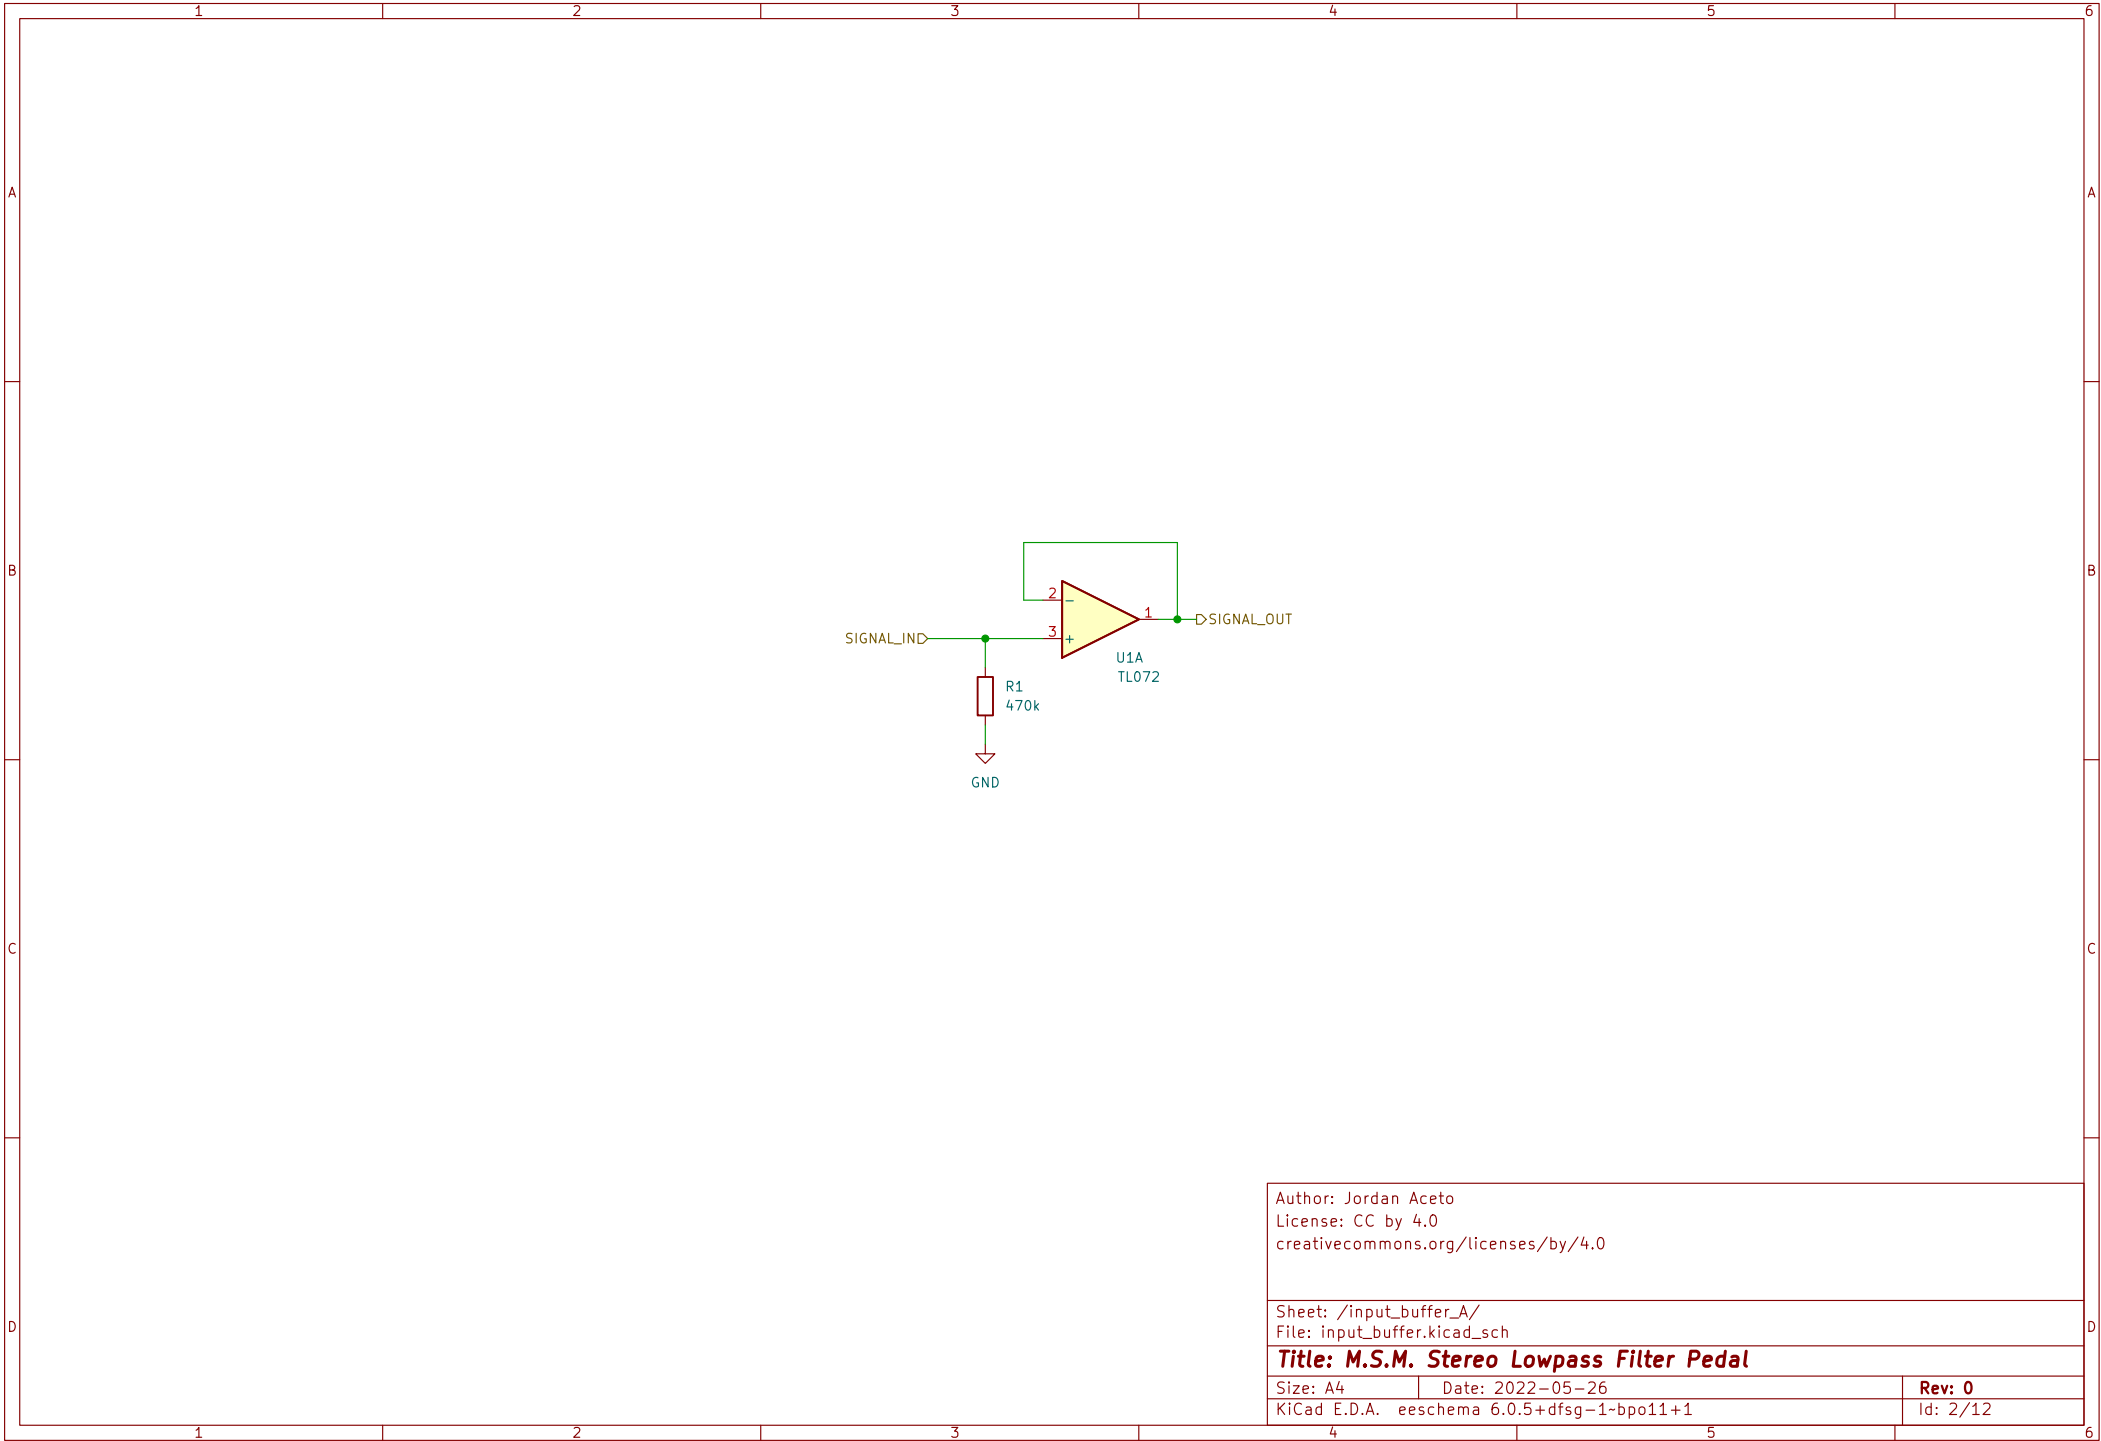 1 2 3 4 5 6
A A
B B
2
−
1
SIGNAL_OUT
3
+
SIGNAL_IN
U1A
TL072
R1
470k
GND
C C
Author: Jordan Aceto
License: CC by 4.0
creativecommons.org/licenses/by/4.0
Sheet: /input_buffer_A/
File: input_buffer.kicad_sch
D D
Title: M.S.M. Stereo Lowpass Filter Pedal
Size: A4 Date: 2022-05-26 Rev: 0
KiCad E.D.A. eeschema 6.0.5+dfsg-1~bpo11+1 Id: 2/12
1 2 3 4 5 6